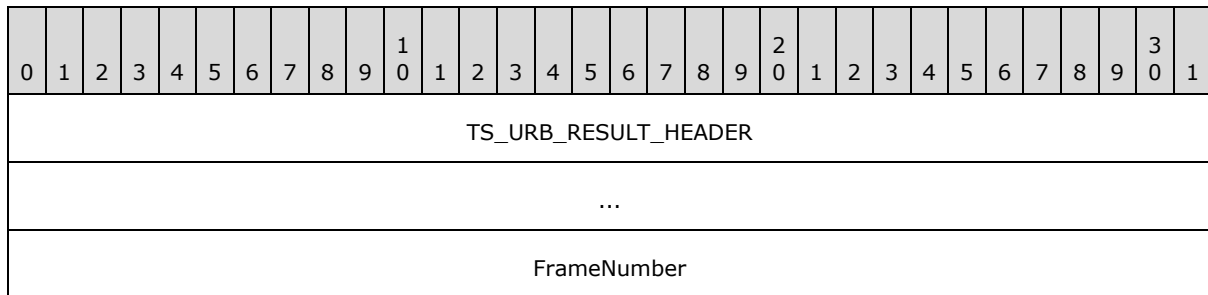 1 2 3
0 1 2 3 4 5 6 7 8 9 0 1 2 3 4 5 6 7 8 9 0 1 2 3 4 5 6 7 8 9 0 1
TS_URB_RESULT_HEADER
...
FrameNumber